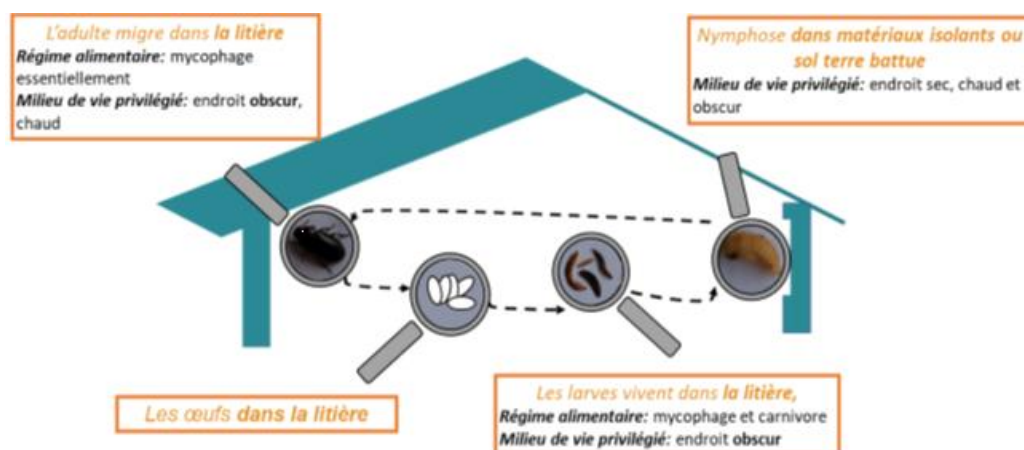 L'adulte migre dans la litière
Régime alimentaire: mycophage
essentiellement
Milieu de vie privilégié: endroit obscur,
chaud
Nymphose dans matériaux isolants ou
sol terre battue
Milieu de vie privilégié: endroit sec, chaud et
obscur
Les œufs dans la litière
Les larves vivent dans la litière,
Régime alimentaire: mycophage et carnivore
Milieu de vie privilégié: endroit obscur